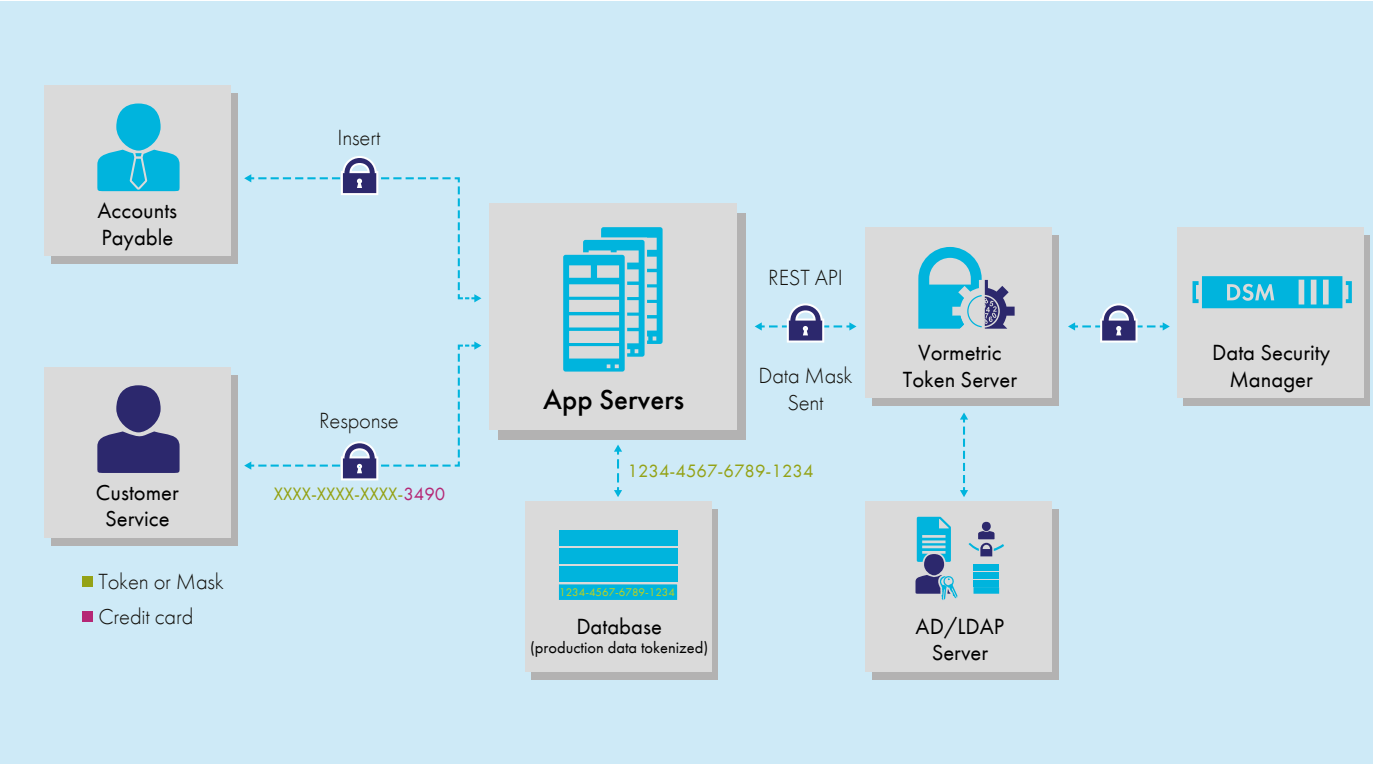 Insert
Accounts
Payable
REST API
DSM
Vormetric
Token Server
Data Security
Manager
App Servers
Data Mask
Sent
Response
1234-4567-6789-1234
Customer
Service
XXXX-XXXX-XXXX-3490
Token or Mask
Credit card
1234-4567-6789-1234
Database
(production data tokenized)
AD/LDAP
Server